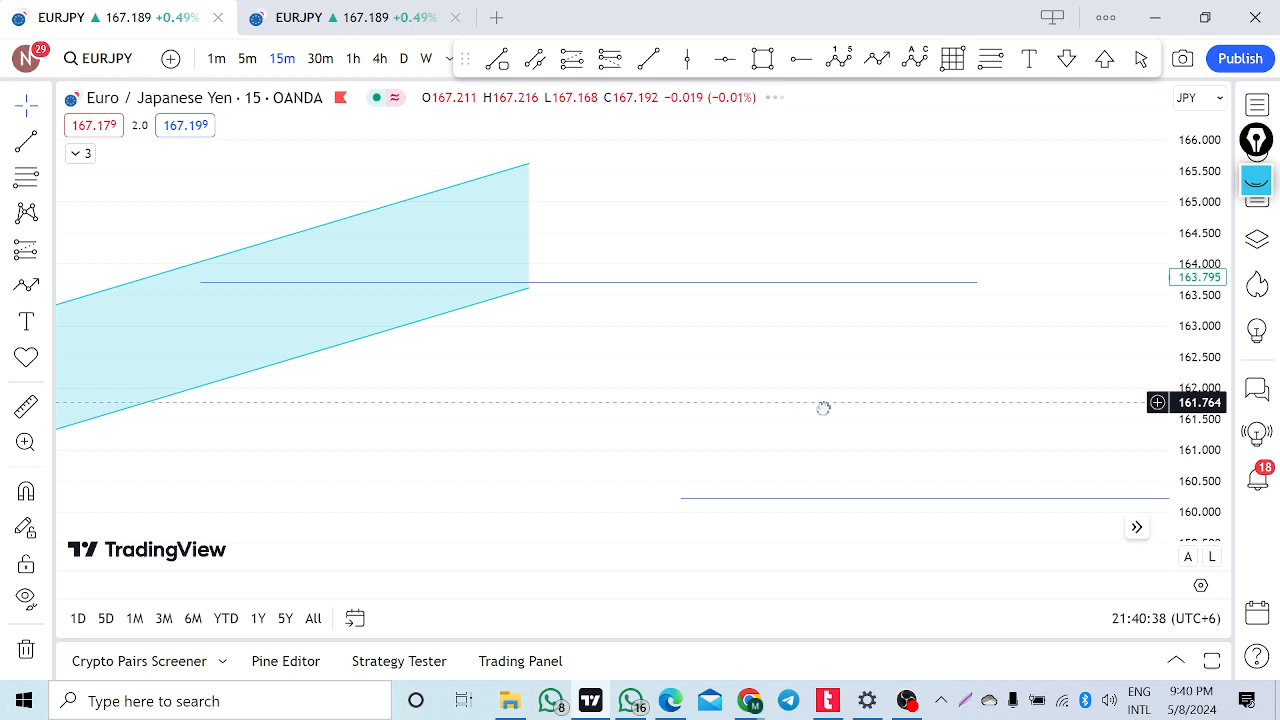 EURJPY ▲ 167.189 +0.49%
EURJPY ▲ 167.189 +0.49%
N 29
EURJPY
1m 5m 15m 30m 1h 4h D W
Publish
Euro / Japanese Yen · 15 · OANDA
O167.211 H167.216 L167.168 C167.192 −0.019 (−0.01%)
JPY
167.179 2.0 167.199
3
166.000
165.500
165.000
164.500
164.000
163.795
163.500
163.000
162.500
162.000
161.764
161.500
161.000
160.500
160.000
18
TradingView
A L
1D 5D 1M 3M 6M YTD 1Y 5Y All
21:40:38 (UTC+6)
Crypto Pairs Screener Pine Editor Strategy Tester Trading Panel
Type here to search
8
16
ENG
INTL
9:40 PM
5/8/2024